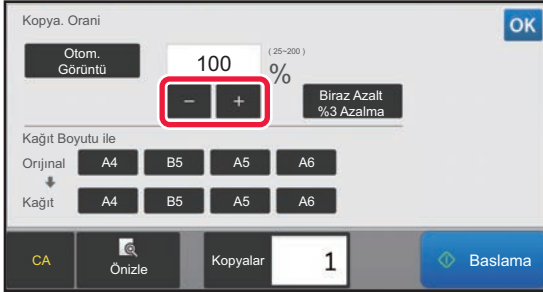 Kopya. Orani
OK
Otom.
Görüntü
100
(25~200)
%
- +
Biraz Azalt
%3 Azalma
Kağıt Boyutu ile
Orıjınal A4 B5 A5 A6
Kağıt A4 B5 A5 A6
CA
Önizle
Kopyalar 1
Baslama